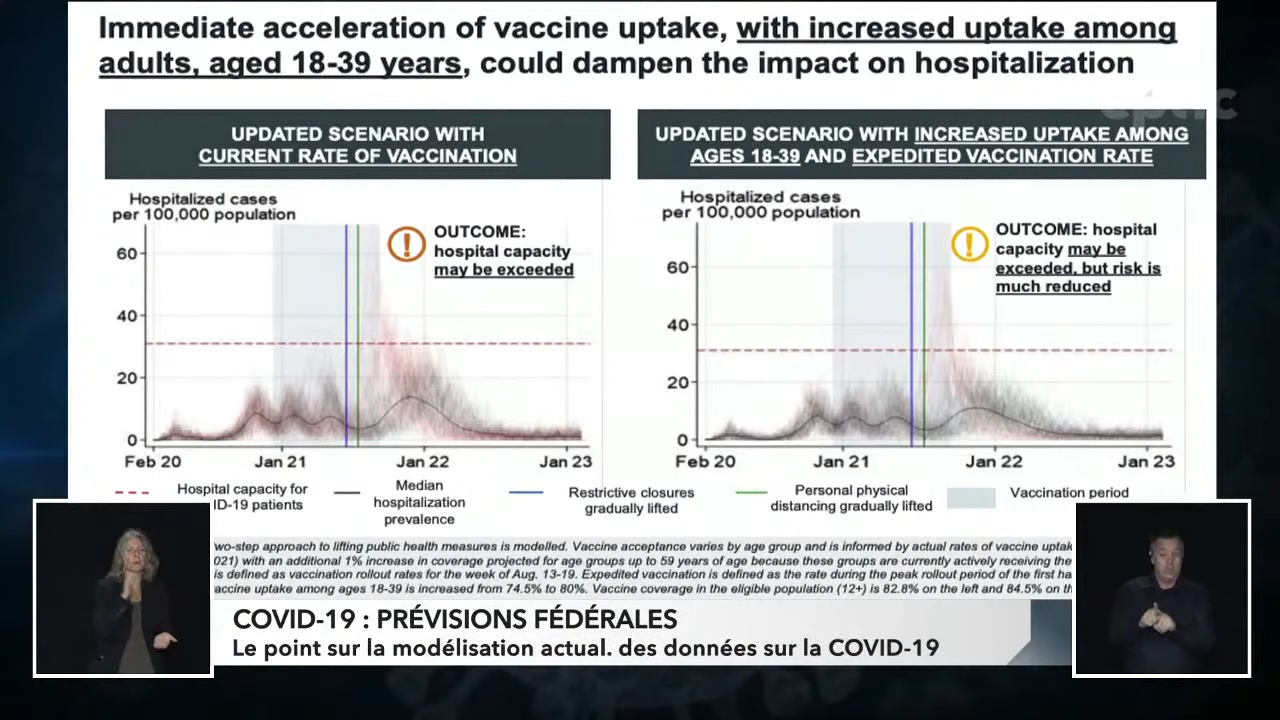 Immediate acceleration of vaccine uptake, with increased uptake among
adults, aged 18-39 years, could dampen the impact on hospitalization
cpac
UPDATED SCENARIO WITH
CURRENT RATE OF VACCINATION
Hospitalized cases
per 100,000 population
OUTCOME:
hospital capacity
may be exceeded
60
40
20
0
Feb 20 Jan 21 Jan 22 Jan 23
UPDATED SCENARIO WITH INCREASED UPTAKE AMONG
AGES 18-39 AND EXPEDITED VACCINATION RATE
Hospitalized cases
per 100,000 population
OUTCOME: hospital
capacity may be
exceeded, but risk is
much reduced
60
40
20
0
Feb 20 Jan 21 Jan 22 Jan 23
Hospital capacity for
ID-19 patients
Median
hospitalization
prevalence
Restrictive closures
gradually lifted
Personal physical
distancing gradually lifted
Vaccination period
wo-step approach to lifting public health measures is modelled. Vaccine acceptance varies by age group and is informed by actual rates of vaccine uptak
021) with an additional 1% increase in coverage projected for age groups up to 59 years of age because these groups are currently actively receiving the
is defined as vaccination rollout rates for the week of Aug. 13-19. Expedited vaccination is defined as the rate during the peak rollout period of the first ha
accine uptake among ages 18-39 is increased from 74.5% to 80%. Vaccine coverage in the eligible population (12+) is 82.8% on the left and 84.5% on th
COVID-19 : PRÉVISIONS FÉDÉRALES
Le point sur la modélisation actual. des données sur la COVID-19